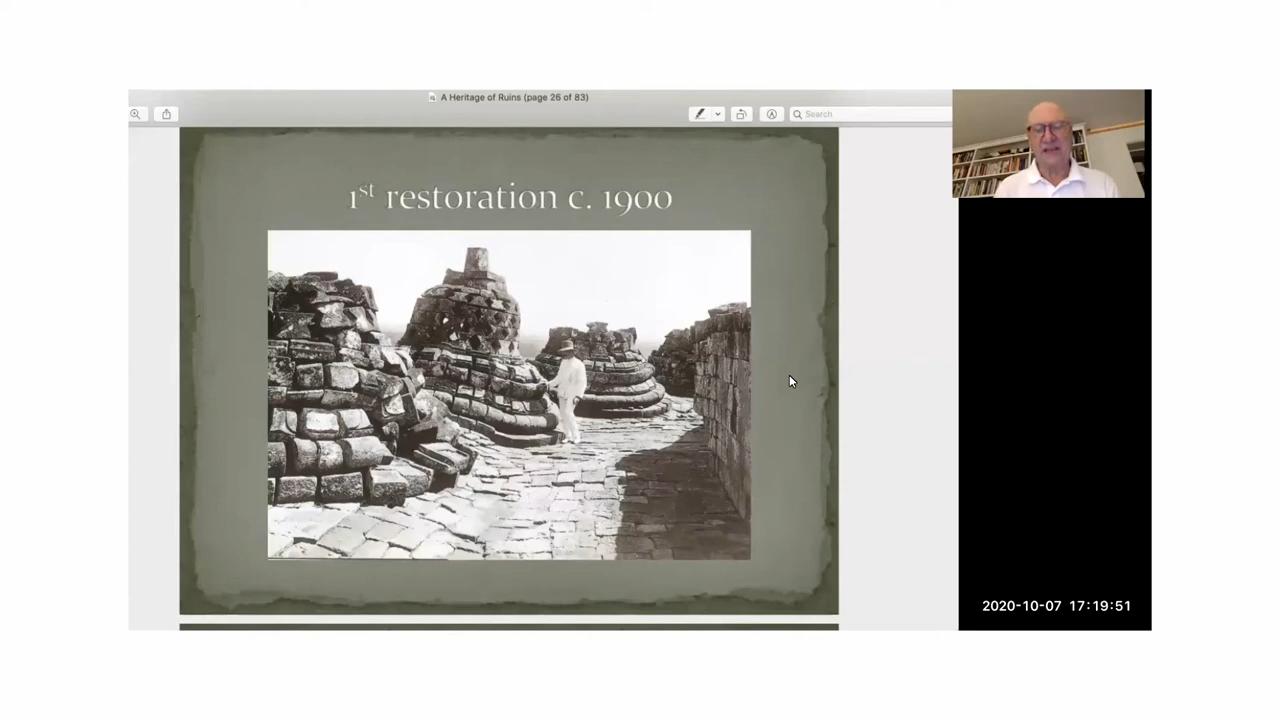 A Heritage of Ruins (page 26 of 83)
Search
1st restoration c. 1900
2020-10-07 17:19:51